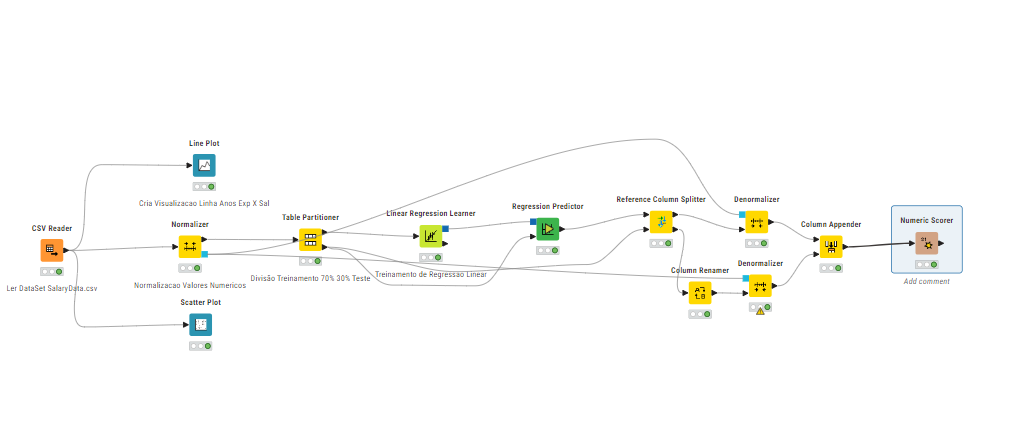 Line Plot
Cria Visualizacao Linha Anos Exp X Sal
CSV Reader
Ler DataSet SalaryData.csv
Normalizer
Normalizacao Valores Numericos
Scatter Plot
Table Partitioner
Divisão Treinamento 70% 30% Teste
Linear Regression Learner
Treinamento de Regressão Linear
Regression Predictor
Reference Column Splitter
Column Renamer
Denormalizer
Denormalizer
Column Appender
Numeric Scorer
Add comment